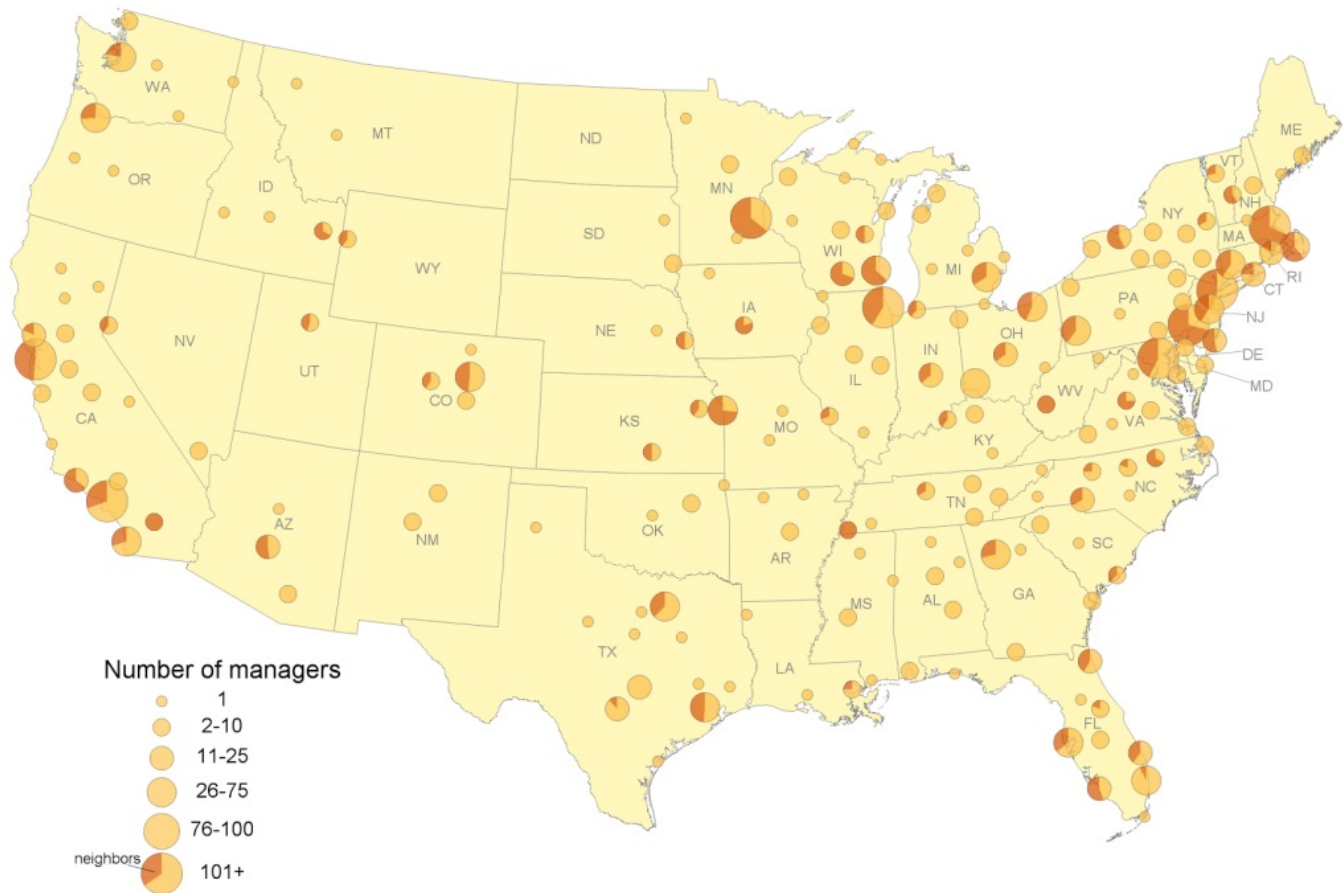 WA
MT
ND
MN
ME
VT
NH
OR
ID
SD
WI
MI
NY
MA
RI
CT
WY
IA
PA
NJ
NE
OH
NV
UT
IL
IN
DE
MD
CO
WV
VA
CA
KS
MO
KY
NC
TN
AZ
NM
OK
AR
SC
MS
AL
GA
TX
LA
FL
Number of managers
1
2-10
11-25
26-75
76-100
neighbors
101+